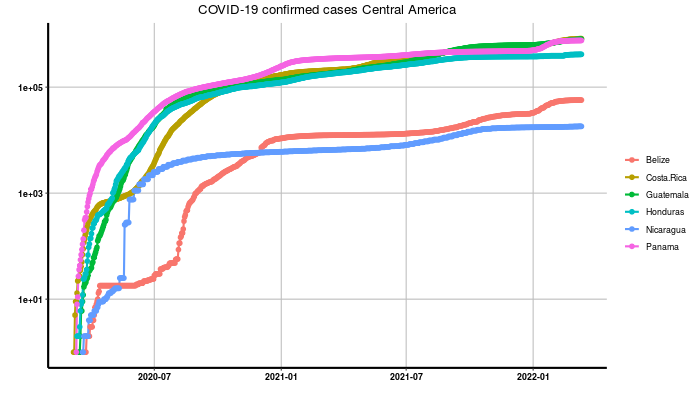 COVID-19 confirmed cases Central America
1e+05
1e+03
1e+01
2020-07
2021-01
2021-07
2022-01
Belize
Costa.Rica
Guatemala
Honduras
Nicaragua
Panama